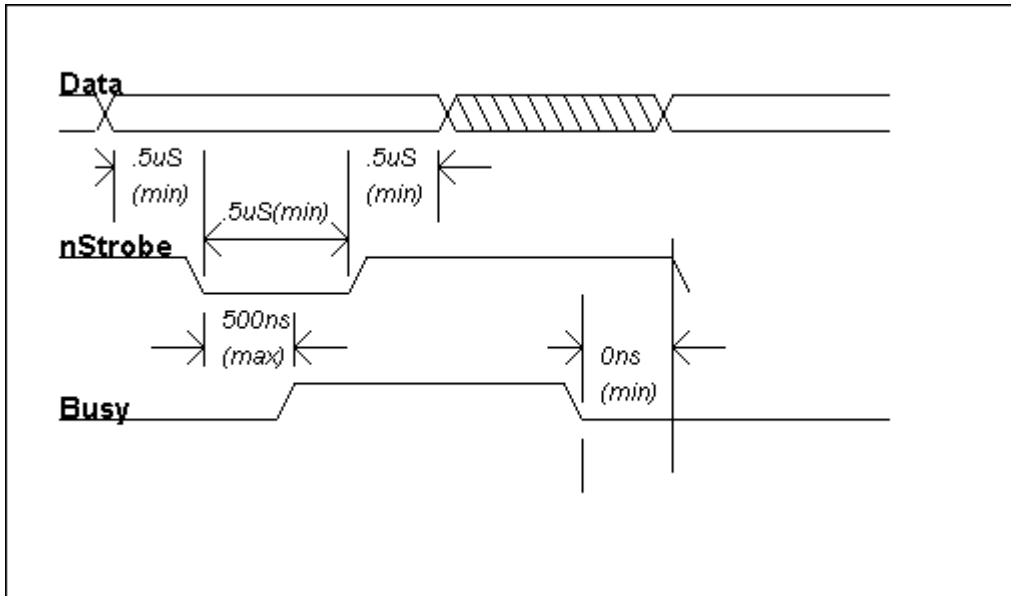 Data
.5uS
(min)
.5uS
(min)
.5uS(min)
nStrobe
500ns
(max)
0ns
(min)
Busy